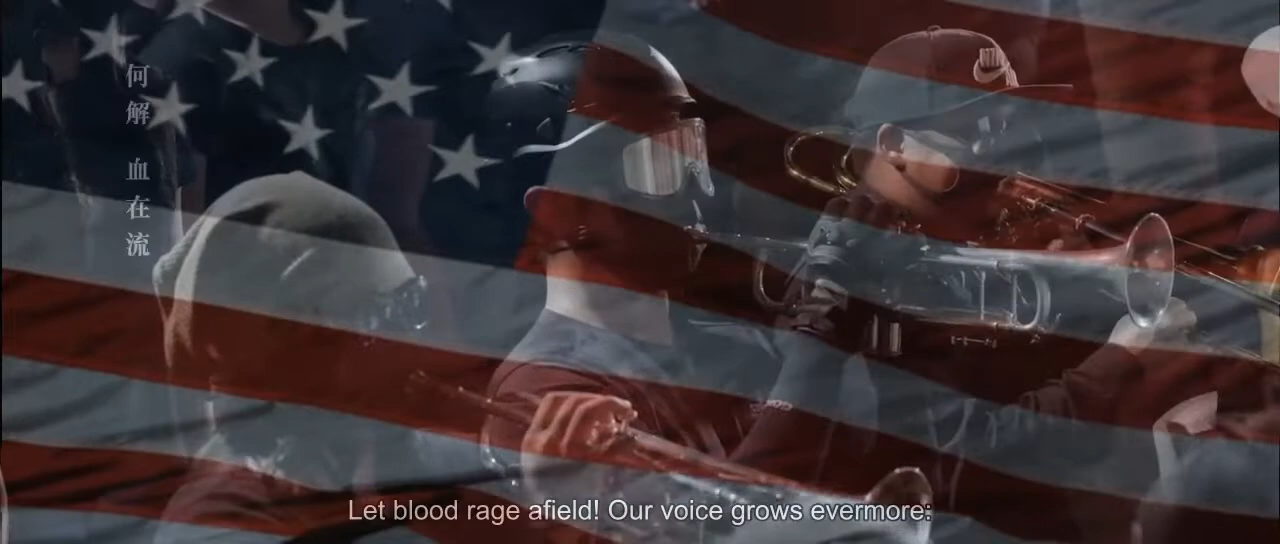 何解 血在流
Let blood rage afield! Our voice grows evermore: